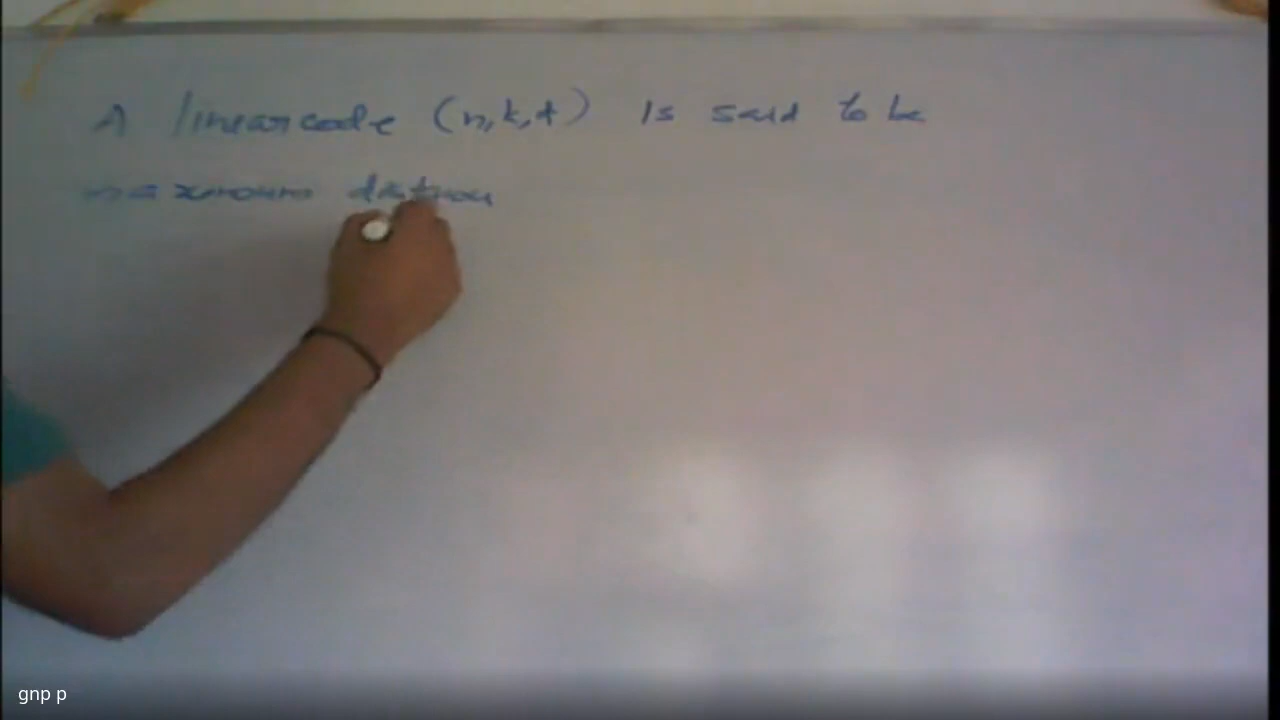 A linear code (n,k,d) is said to be
maximum distance
gnp p